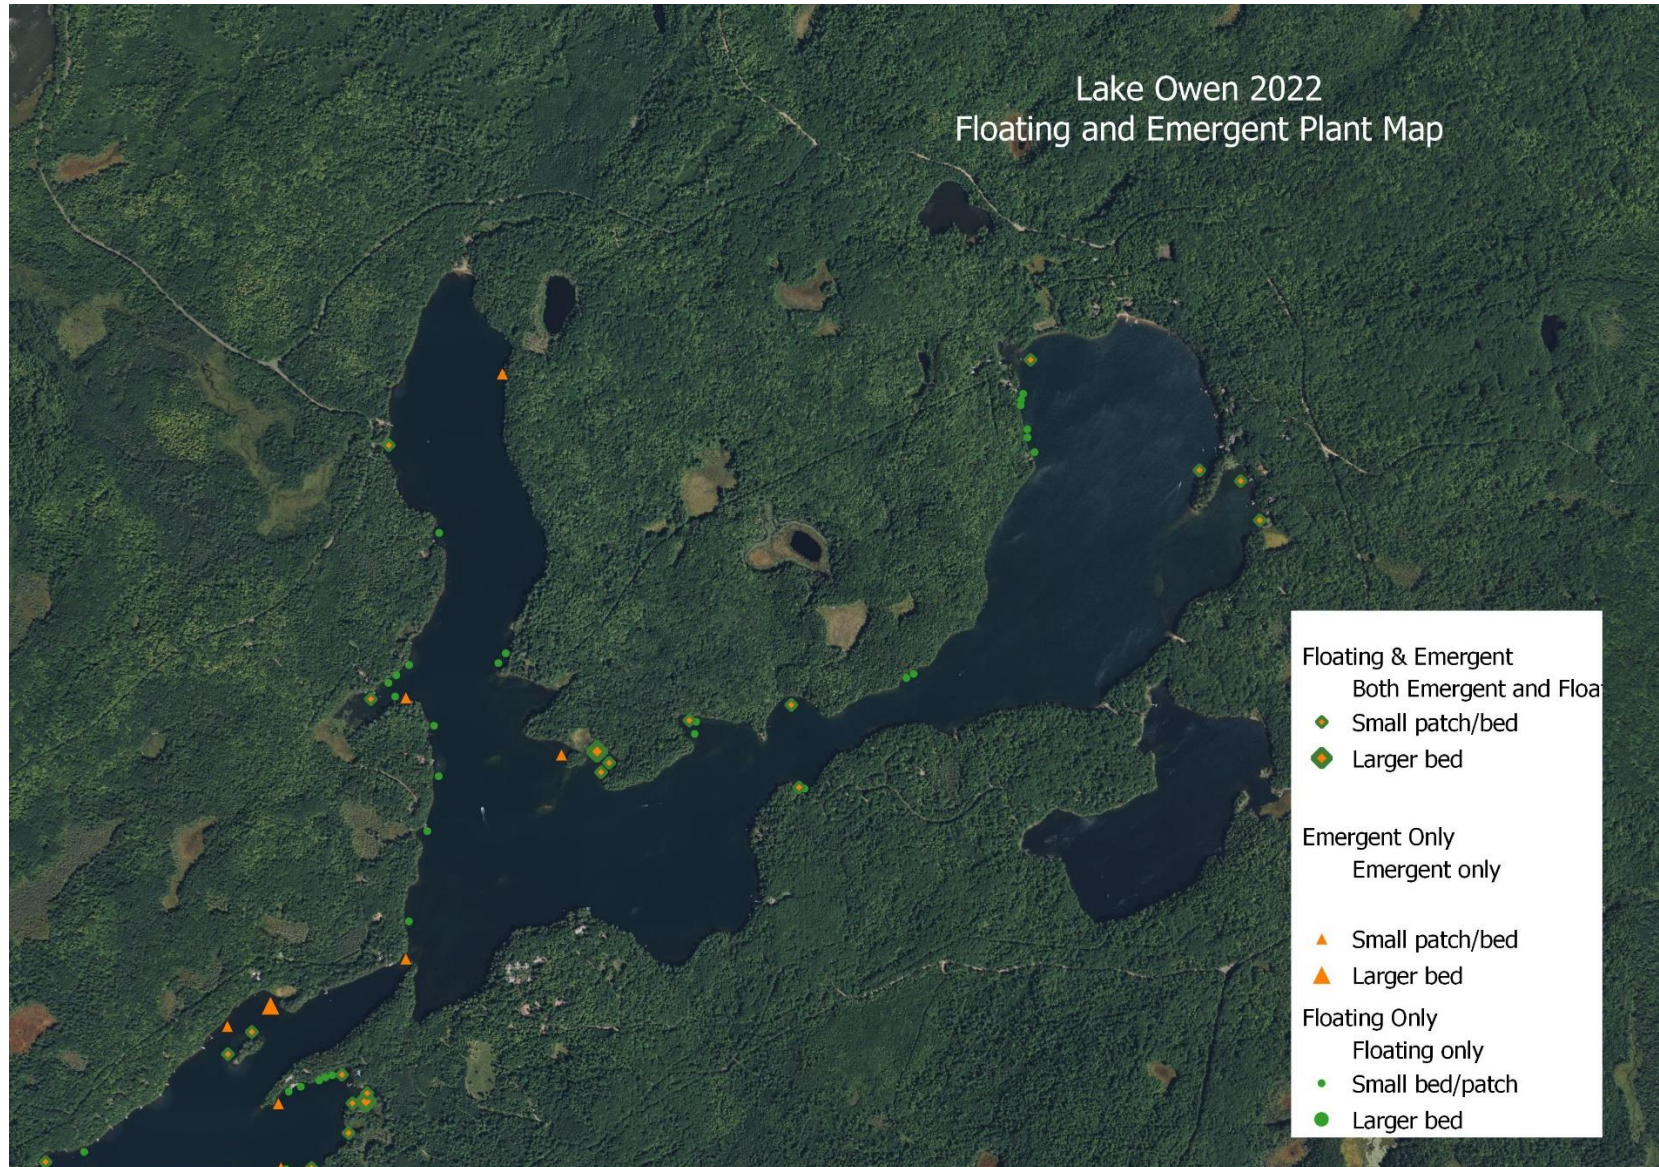 Lake Owen 2022
Floating and Emergent Plant Map
Floating & Emergent
Both Emergent and Floa
Small patch/bed
Larger bed
Emergent Only
Emergent only
Small patch/bed
Larger bed
Floating Only
Floating only
Small bed/patch
Larger bed